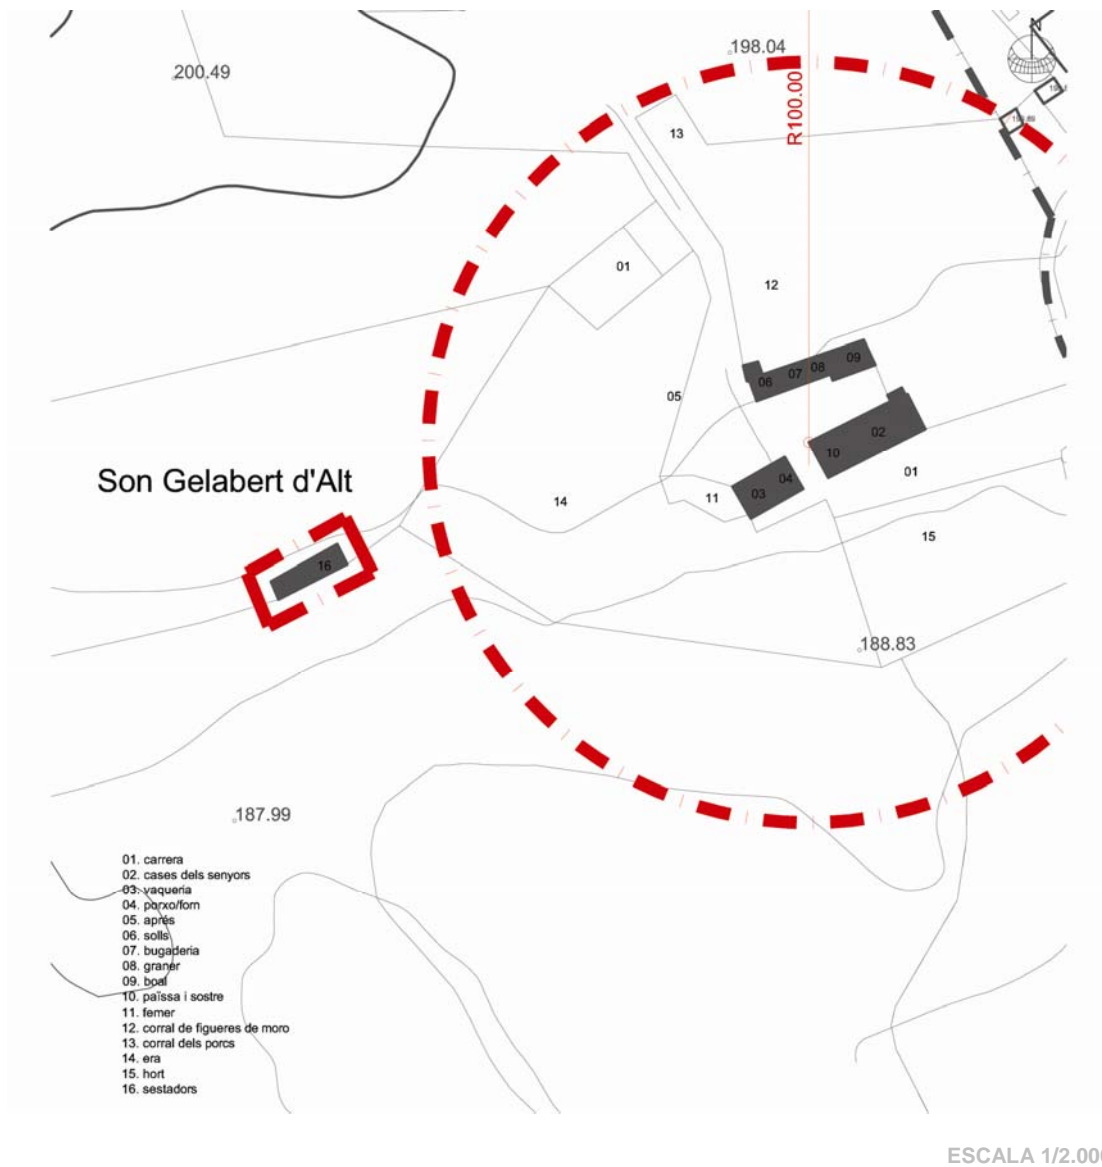 N
198.04
200.49
R100.00
13
01
12
09
08
07
06
05
02
10
04
03
01
11
14
Son Gelabert d'Alt
15
16
188.83
187.99
01. carrera
02. cases dels senyors
03. vaqueria
04. porxo/forn
05. aprés
06. solls
07. bugaderia
08. graner
09. boal
10. païssa i sostre
11. femer
12. corral de figueres de moro
13. corral dels porcs
14. era
15. hort
16. sestadors
ESCALA 1/2.00